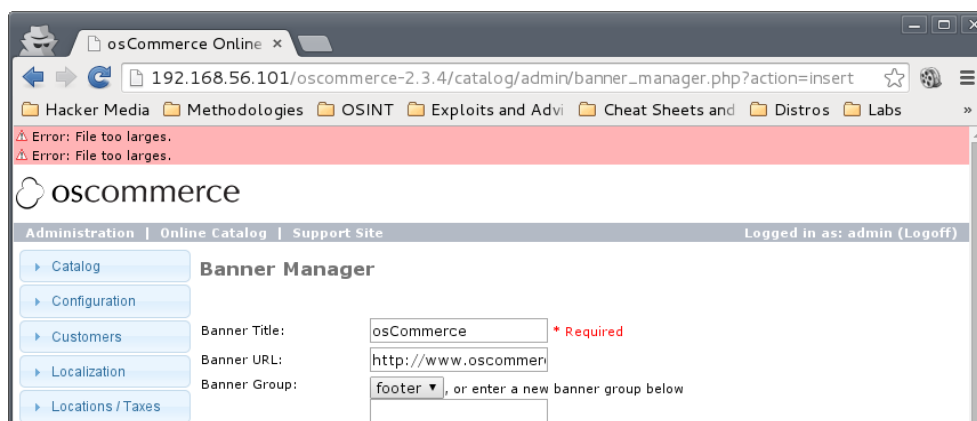 osCommerce Online
192.168.56.101/oscommerce-2.3.4/catalog/admin/banner_manager.php?action=insert
Hacker Media Methodologies OSINT Exploits and Advi Cheat Sheets and Distros Labs »
Error: File too larges.
Error: File too larges.
oscommerce
Administration | Online Catalog | Support Site Logged in as: admin (Logoff)
Catalog
Configuration
Customers
Localization
Locations / Taxes
Banner Manager
Banner Title: osCommerce * Required
Banner URL: http://www.oscommer
Banner Group: footer , or enter a new banner group below